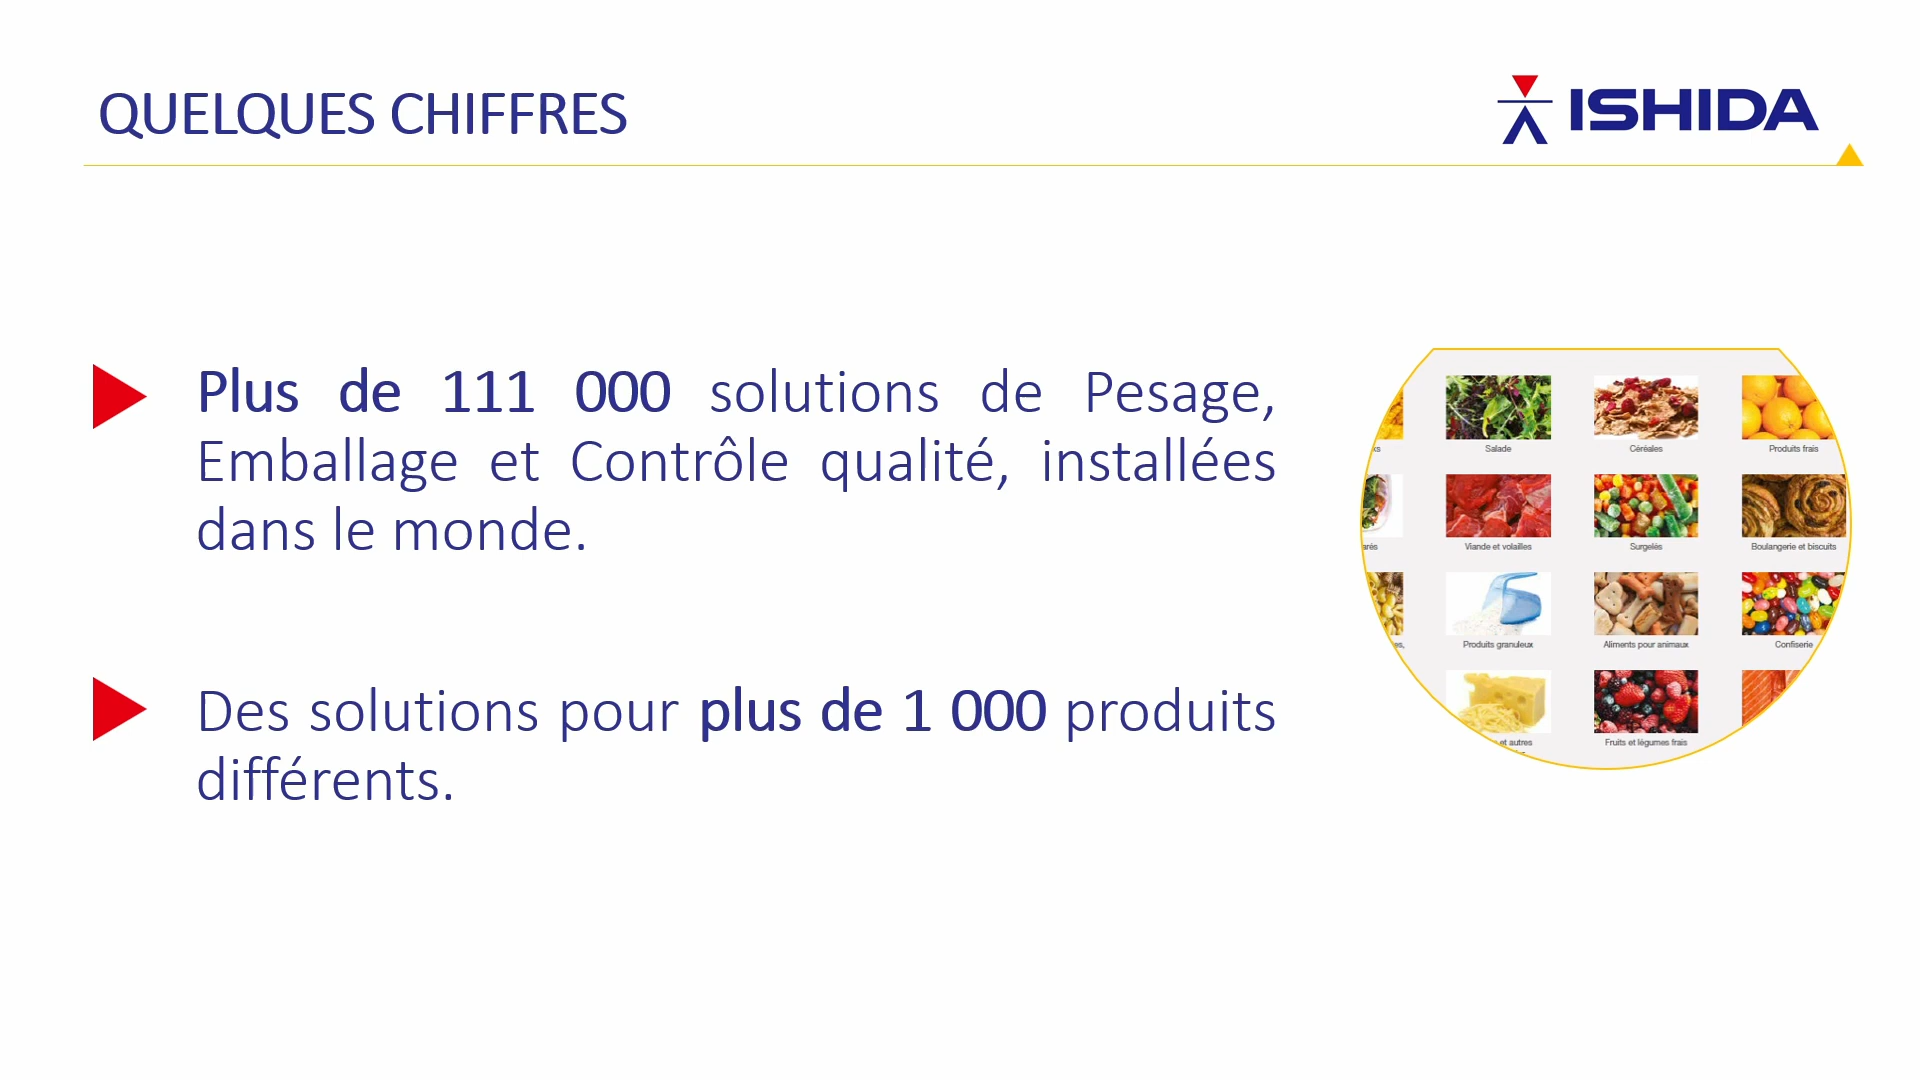 QUELQUES CHIFFRES
ISHIDA
Plus de 111 000 solutions de Pesage,
Emballage et Contrôle qualité, installées
dans le monde.
Des solutions pour plus de 1 000 produits
différents.
Salade
Céréales
Produits frais
Viande et volailles
Surgelés
Boulangerie et biscuits
Produits granuleux
Aliments pour animaux
Confiserie
et autres
Fruits et légumes frais